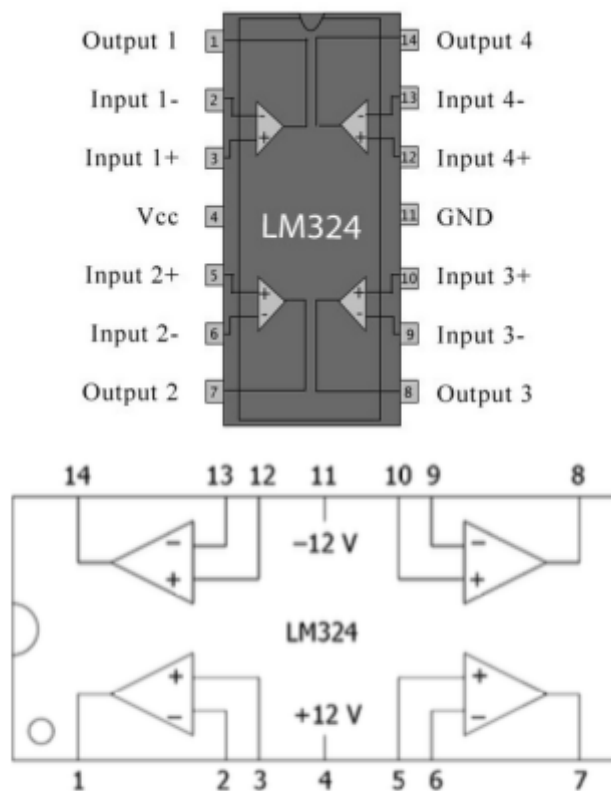 Output 1 1 14 Output 4
Input 1- 2 - - 13 Input 4-
Input 1+ 3 + + 12 Input 4+
Vcc 4 LM324 11 GND
Input 2+ 5 + + 10 Input 3+
Input 2- 6 - - 9 Input 3-
Output 2 7 8 Output 3
14 13 12 11 10 9 8
− −12 V −
+ +
LM324
+ +
− +12 V −
1 2 3 4 5 6 7